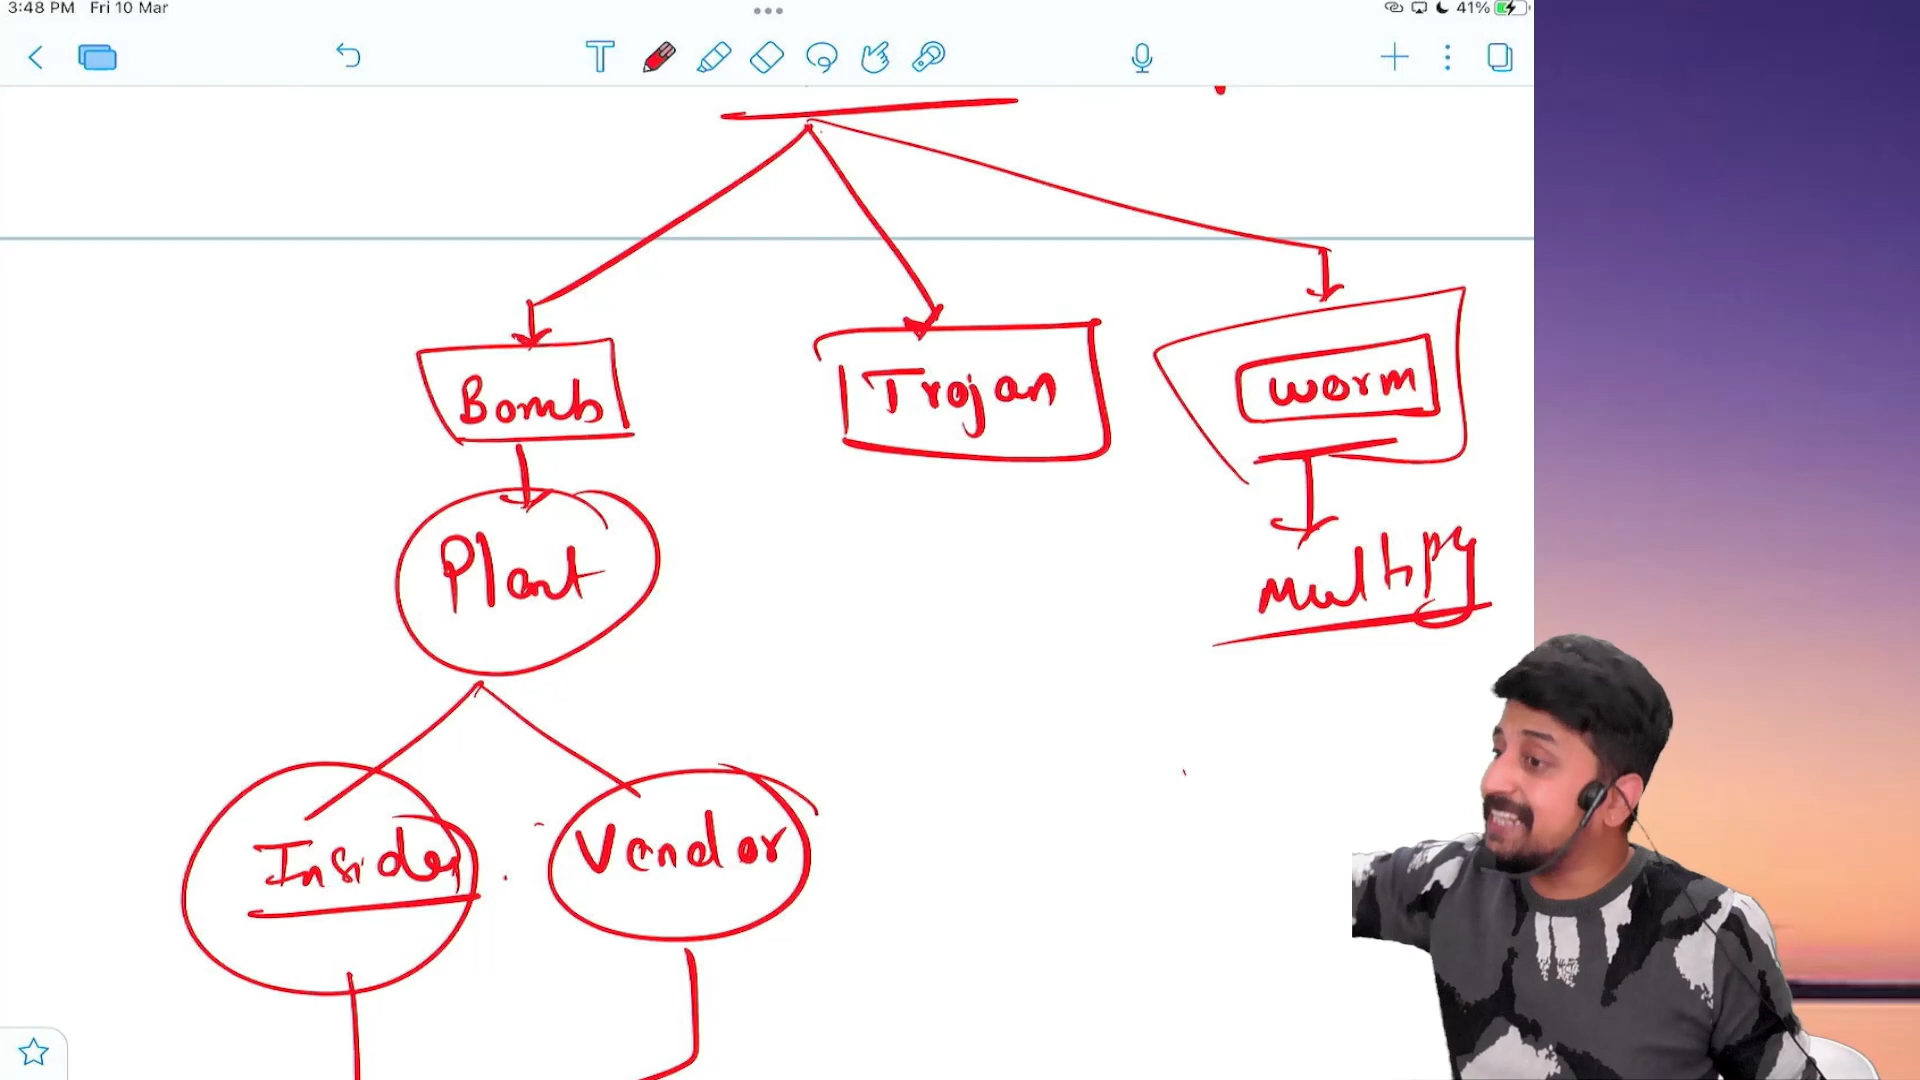 3:48 PM Fri 10 Mar
41%
T
Bomb
Trojan
worm
Plant
Multiply
Insider
Vendor